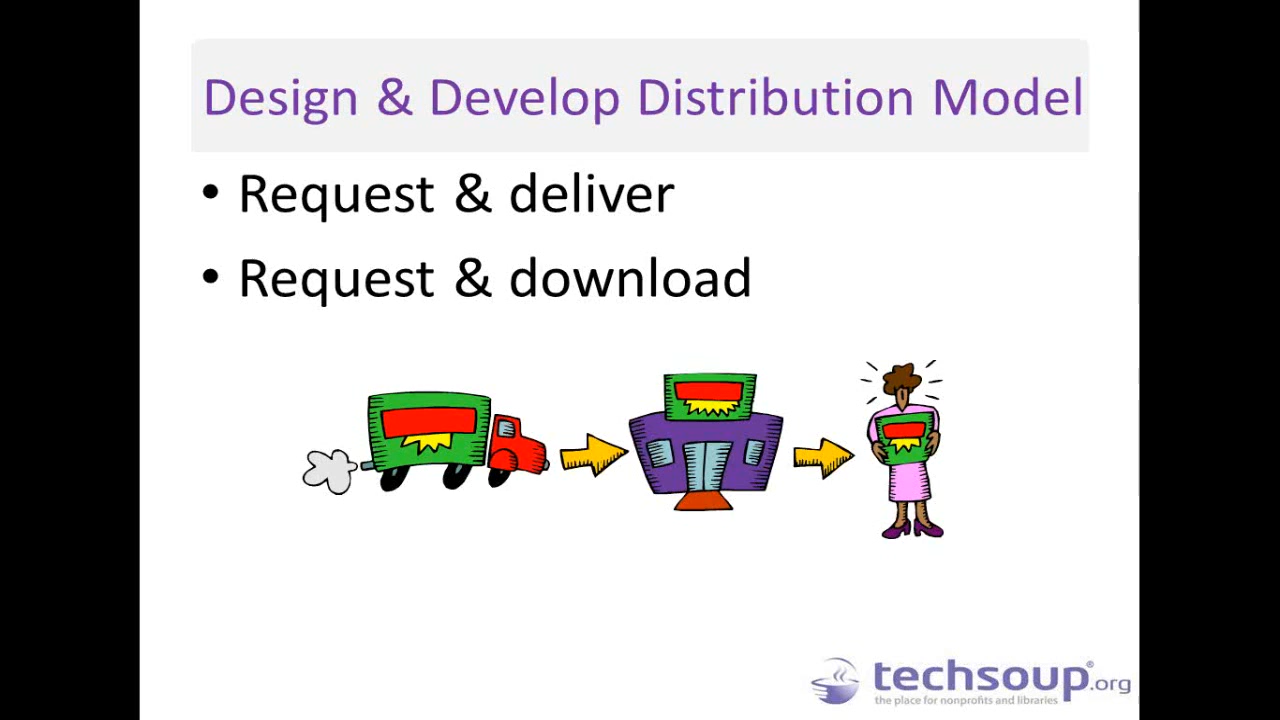 Design & Develop Distribution Model
• Request & deliver
• Request & download
techsoup®.org
the place for nonprofits and libraries